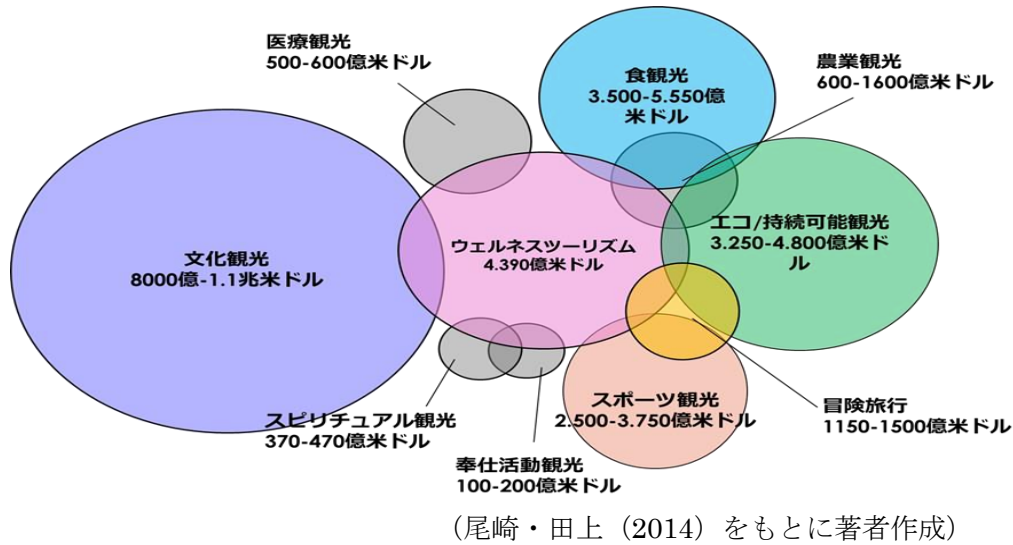 医療観光
500-600億米ドル
食観光
3.500-5.550億
米ドル
農業観光
600-1600億米ドル
文化観光
8000億-1.1兆米ドル
ウェルネスツーリズム
4.390億米ドル
エコ/持続可能観光
3.250-4.800億米ド
ル
スピリチュアル観光
370-470億米ドル
奉仕活動観光
100-200億米ドル
スポーツ観光
2.500-3.750億米ドル
冒険旅行
1150-1500億米ドル
（尾崎・田上（2014）をもとに著者作成）